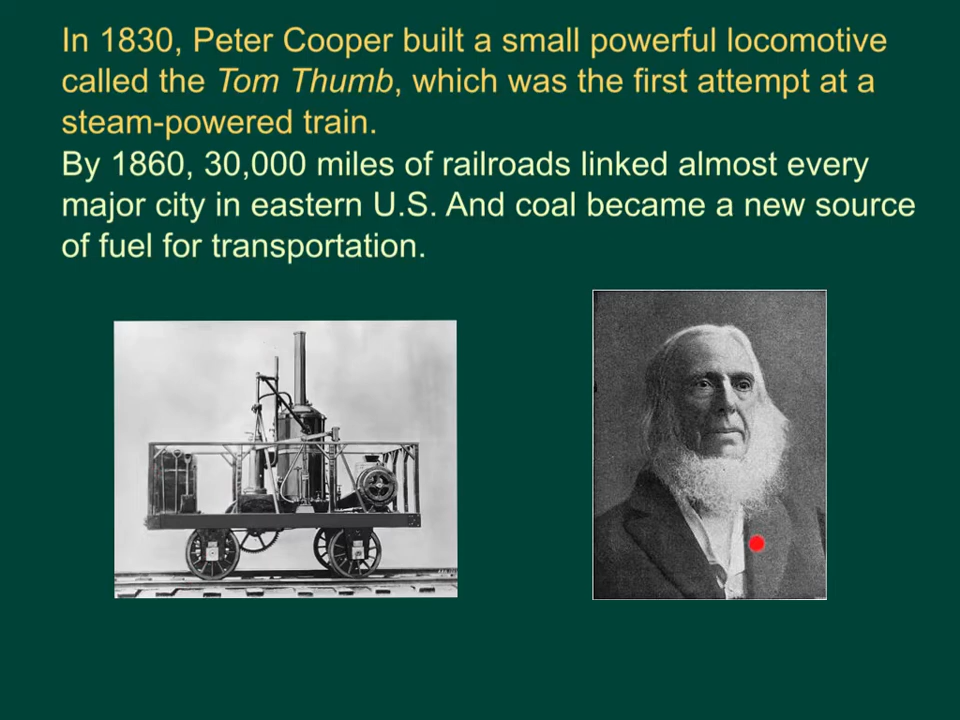 In 1830, Peter Cooper built a small powerful locomotive
called the Tom Thumb, which was the first attempt at a
steam-powered train.
By 1860, 30,000 miles of railroads linked almost every
major city in eastern U.S. And coal became a new source
of fuel for transportation.